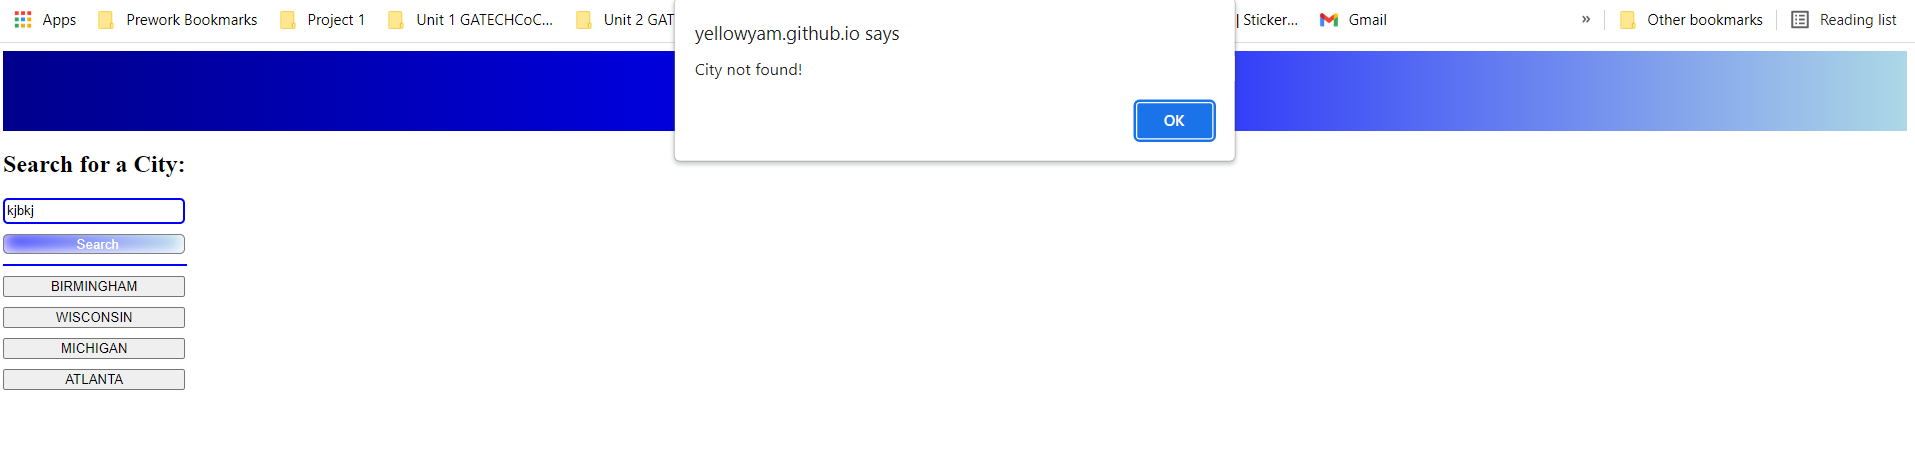 Apps Prework Bookmarks Project 1 Unit 1 GATECHCoC... Unit 2 GAT | Sticker... Gmail » Other bookmarks Reading list
yellowyam.github.io says
City not found!
OK
Search for a City:
kjbkj
Search
BIRMINGHAM
WISCONSIN
MICHIGAN
ATLANTA